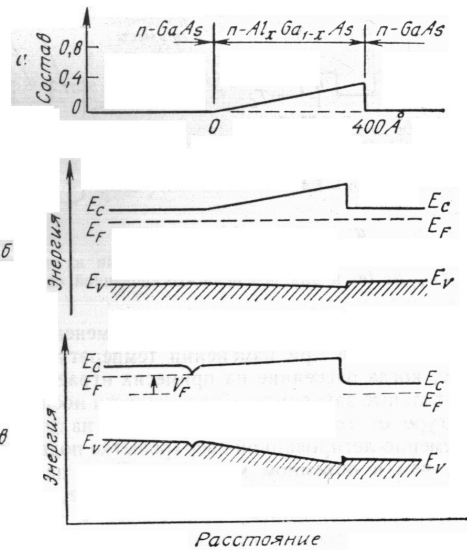 n-GaAs n-AlxGa1-xAs n-GaAs
а
Состав
0,8
0,4
0
0 400Å
б
Энергия
Ec Ec
EF EF
Ev Ev
в
Энергия
Ec
EF VF Ec
EF
Ev Ev
Расстояние